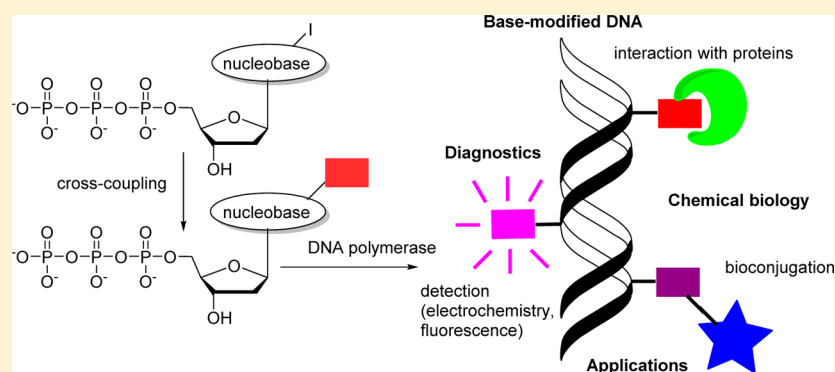 Base-modified DNA
I
nucleobase
interaction with proteins
O O O
⁻O-P-O-P-O-P-O
O⁻ O⁻ O⁻
O
OH
cross-coupling
Diagnostics
Chemical biology
nucleobase
DNA polymerase
O O O
⁻O-P-O-P-O-P-O
O⁻ O⁻ O⁻
O
OH
detection
(electrochemistry,
fluorescence)
bioconjugation
Applications